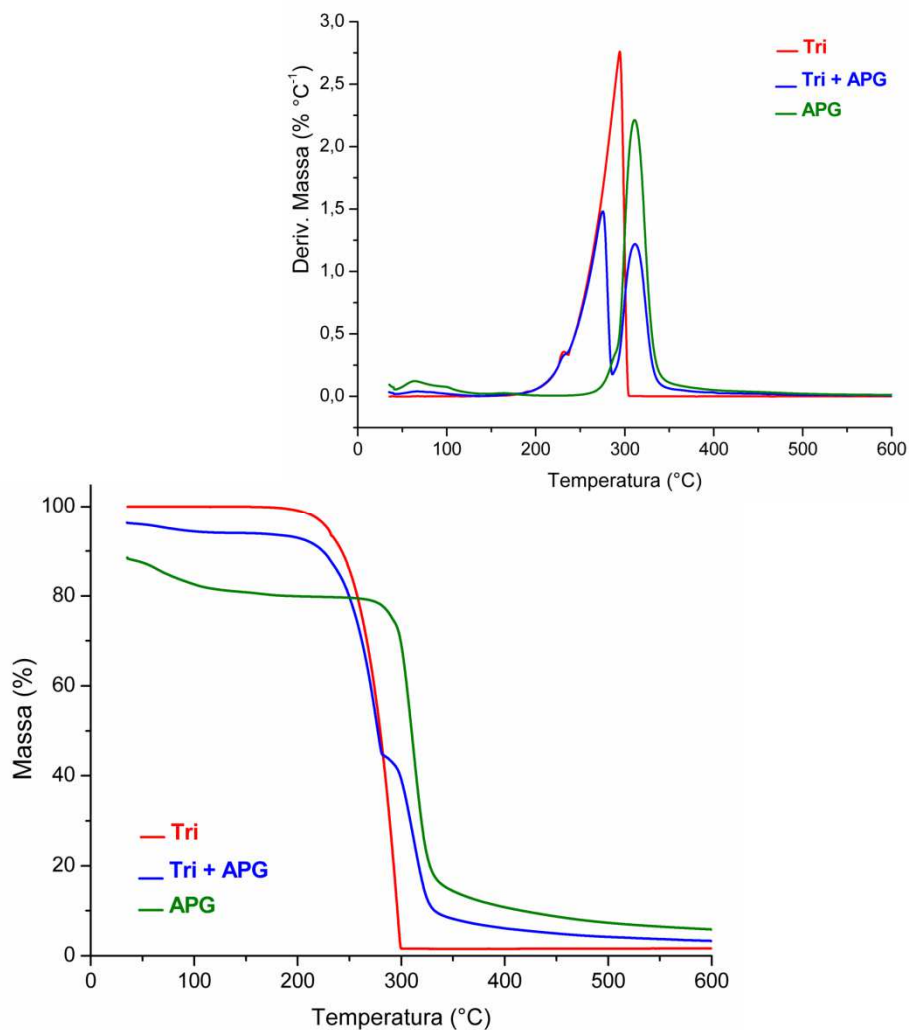 3,0
2,5
2,0
1,5
1,0
0,5
0,0
Deriv. Massa (% °C⁻¹)
0 100 200 300 400 500 600
Temperatura (°C)
Tri
Tri + APG
APG
100
80
60
40
20
0
Massa (%)
Tri
Tri + APG
APG
0 100 200 300 400 500 600
Temperatura (°C)